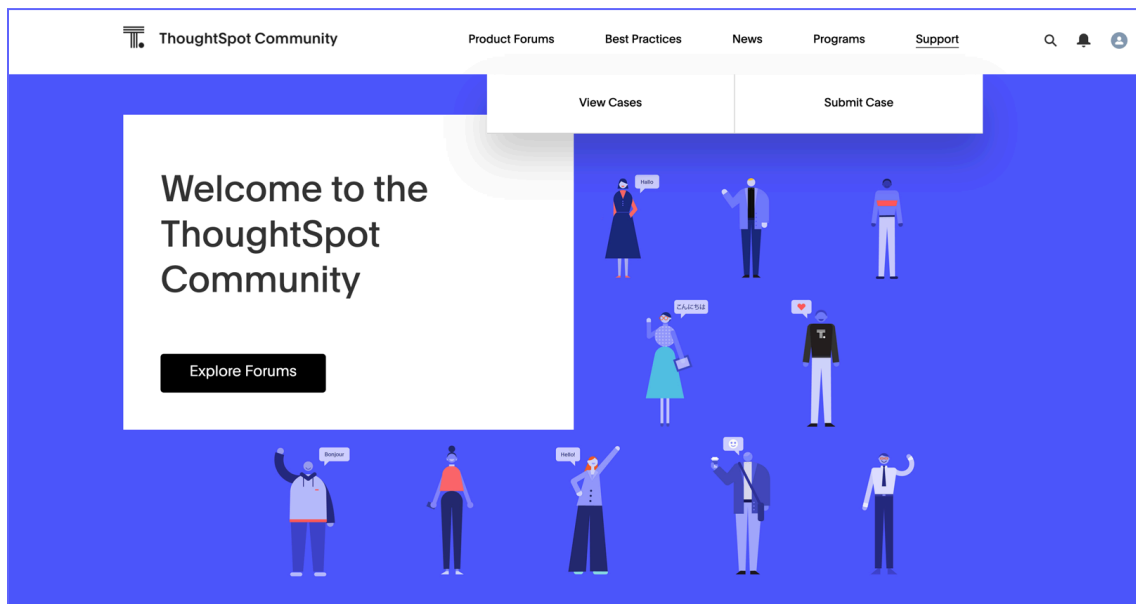 ThoughtSpot Community
Product Forums
Best Practices
News
Programs
Support
View Cases
Submit Case
Welcome to the
ThoughtSpot
Community
Explore Forums
Hello
こんにちは
T.
Bonjour
Hello!